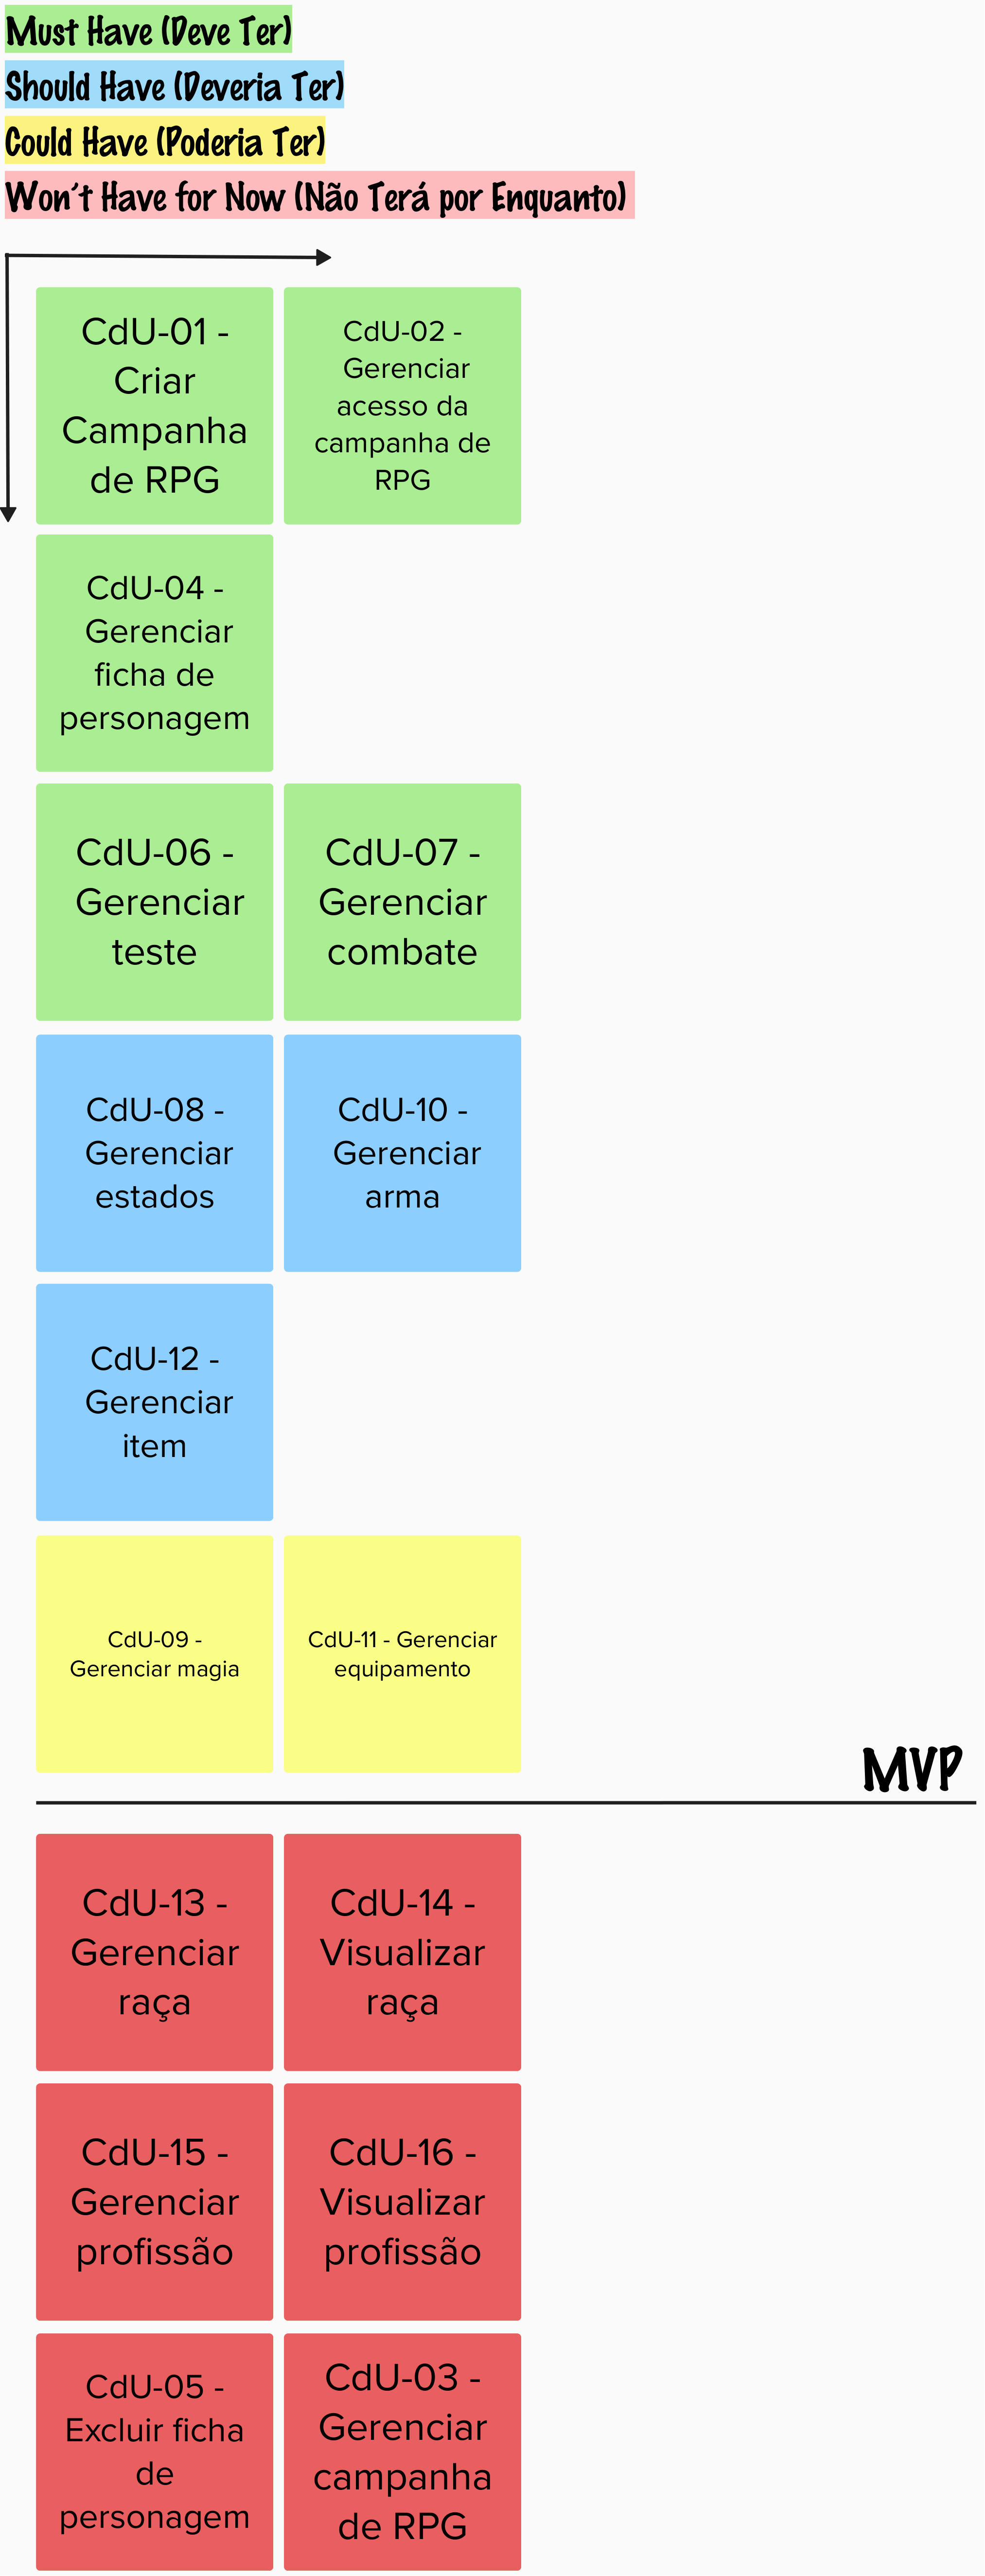 Must Have (Deve Ter)
Should Have (Deveria Ter)
Could Have (Poderia Ter)
Won't Have for Now (Não Terá por Enquanto)
CdU-01 -
Criar
Campanha
de RPG
CdU-02 -
Gerenciar
acesso da
campanha de
RPG
CdU-04 -
Gerenciar
ficha de
personagem
CdU-06 -
Gerenciar
teste
CdU-07 -
Gerenciar
combate
CdU-08 -
Gerenciar
estados
CdU-10 -
Gerenciar
arma
CdU-12 -
Gerenciar
item
CdU-09 -
Gerenciar magia
CdU-11 - Gerenciar
equipamento
MVP
CdU-13 -
Gerenciar
raça
CdU-14 -
Visualizar
raça
CdU-15 -
Gerenciar
profissão
CdU-16 -
Visualizar
profissão
CdU-05 -
Excluir ficha
de
personagem
CdU-03 -
Gerenciar
campanha
de RPG